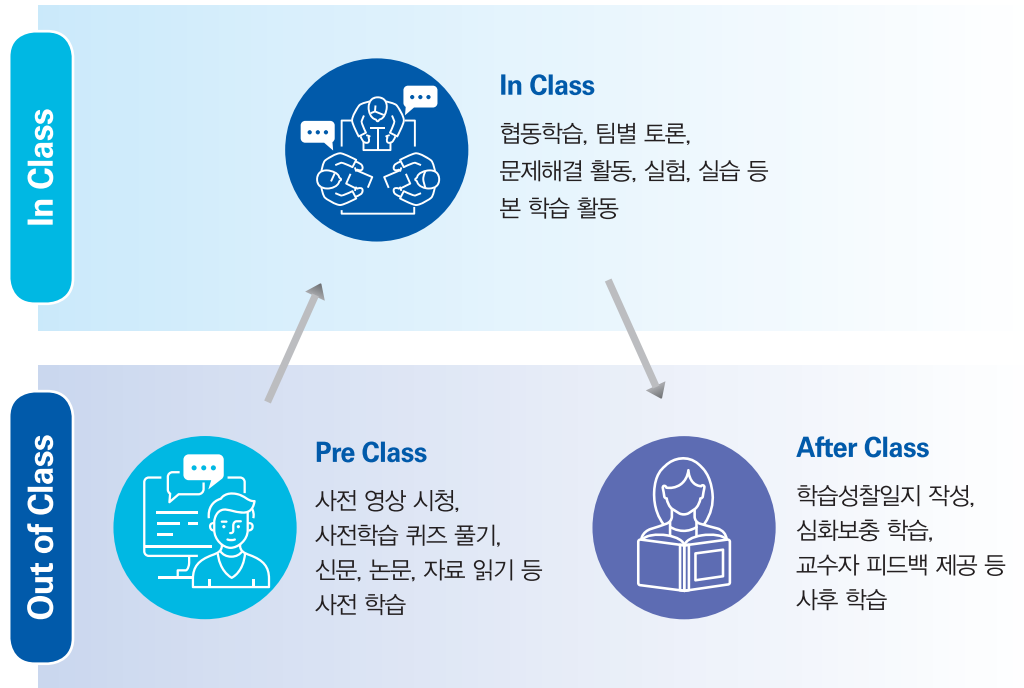 In Class
In Class
협동학습, 팀별 토론,
문제해결 활동, 실험, 실습 등
본 학습 활동
Out of Class
Pre Class
사전 영상 시청,
사전학습 퀴즈 풀기,
신문, 논문, 자료 읽기 등
사전 학습
After Class
학습성찰일지 작성,
심화보충 학습,
교수자 피드백 제공 등
사후 학습